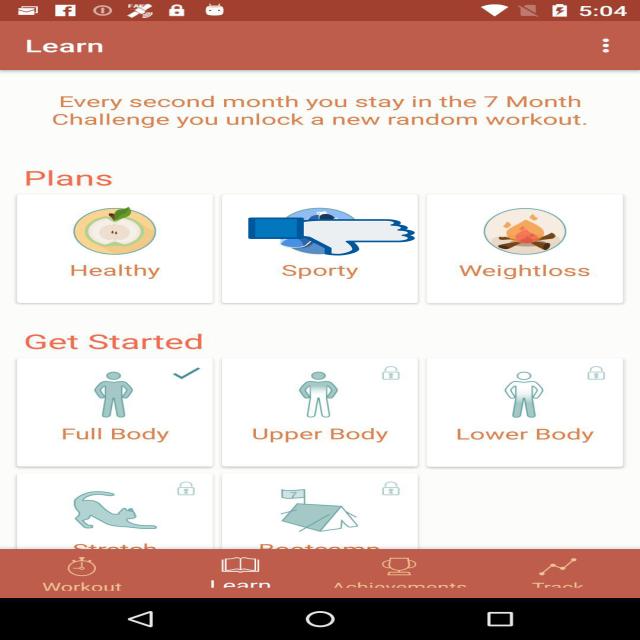 5:04
Learn
Every second month you stay in the 7 Month
Challenge you unlock a new random workout.
Plans
Healthy
Sporty
Weightloss
Get Started
Full Body
Upper Body
Lower Body
7
Stretch
Bootcamp
Workout
Learn
Achievements
Track